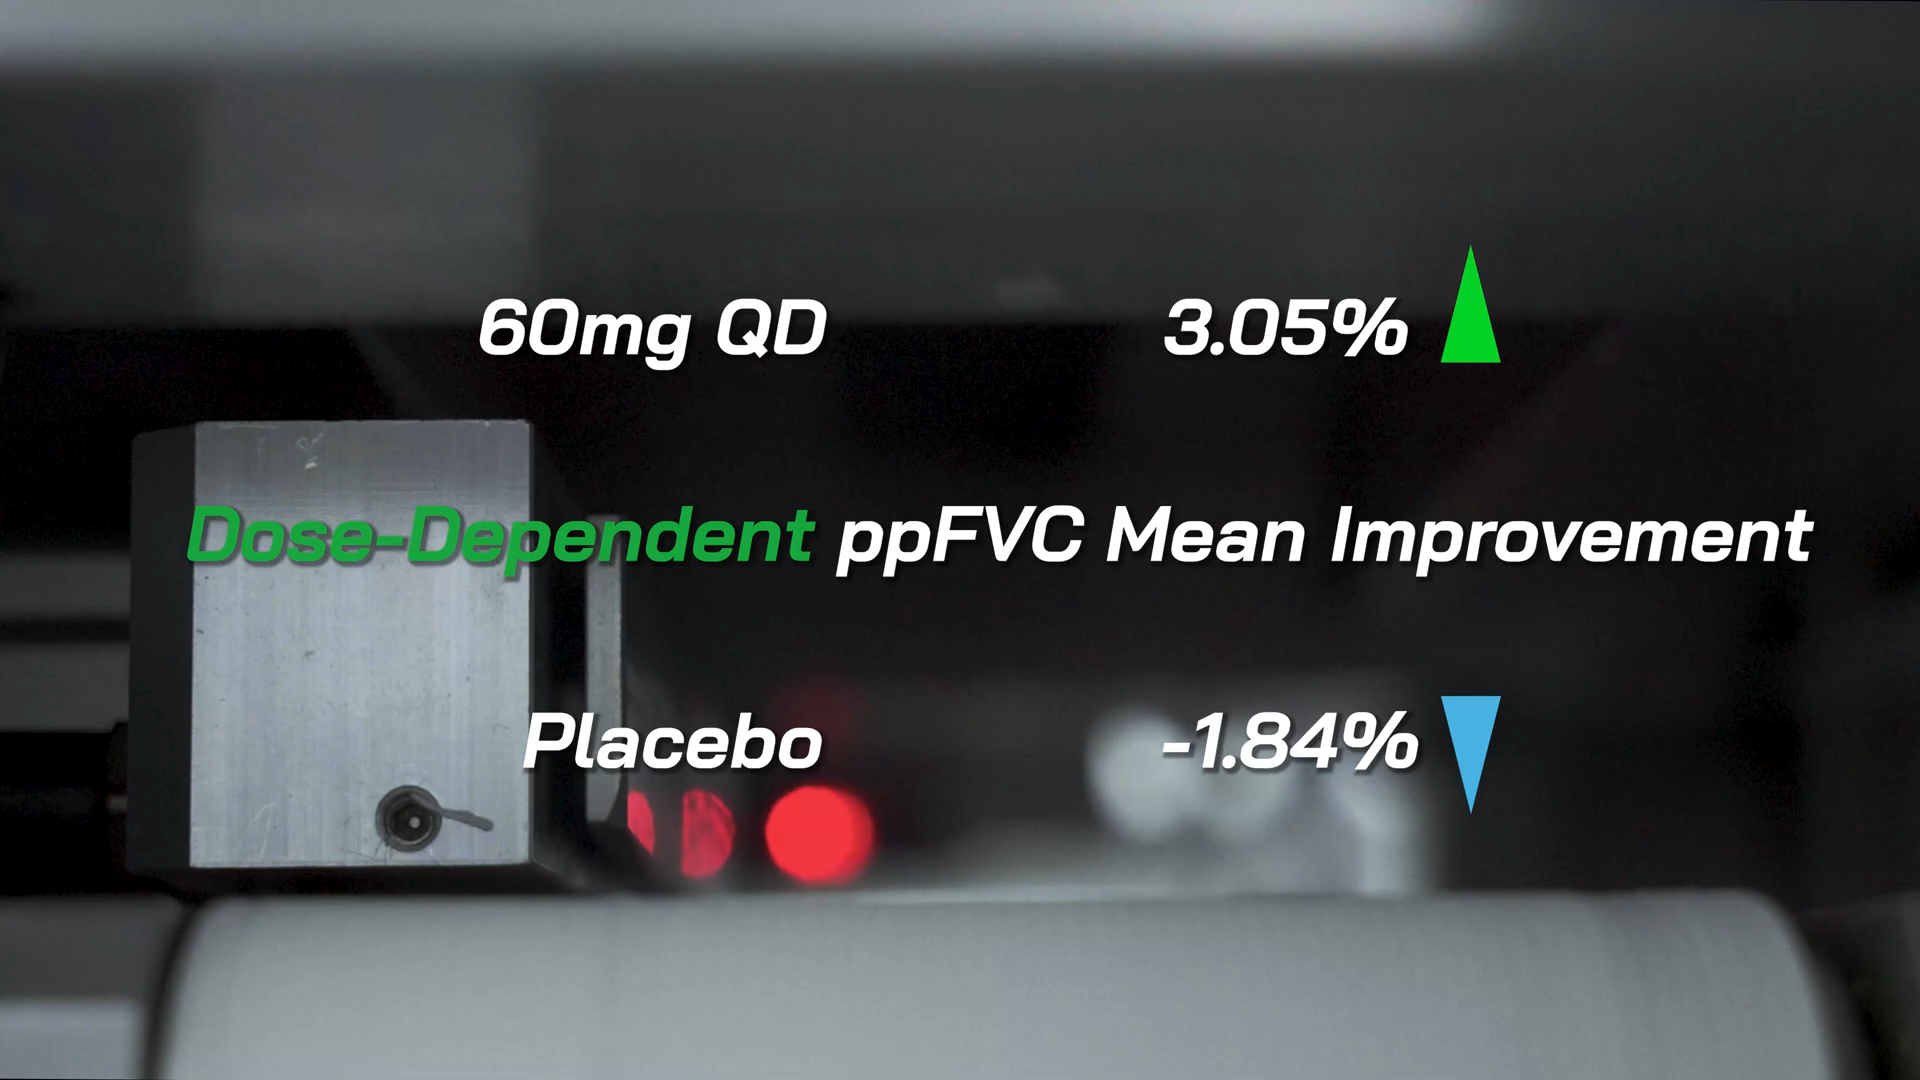 60mg QD 3.05%
Dose-Dependent ppFVC Mean Improvement
Placebo -1.84%